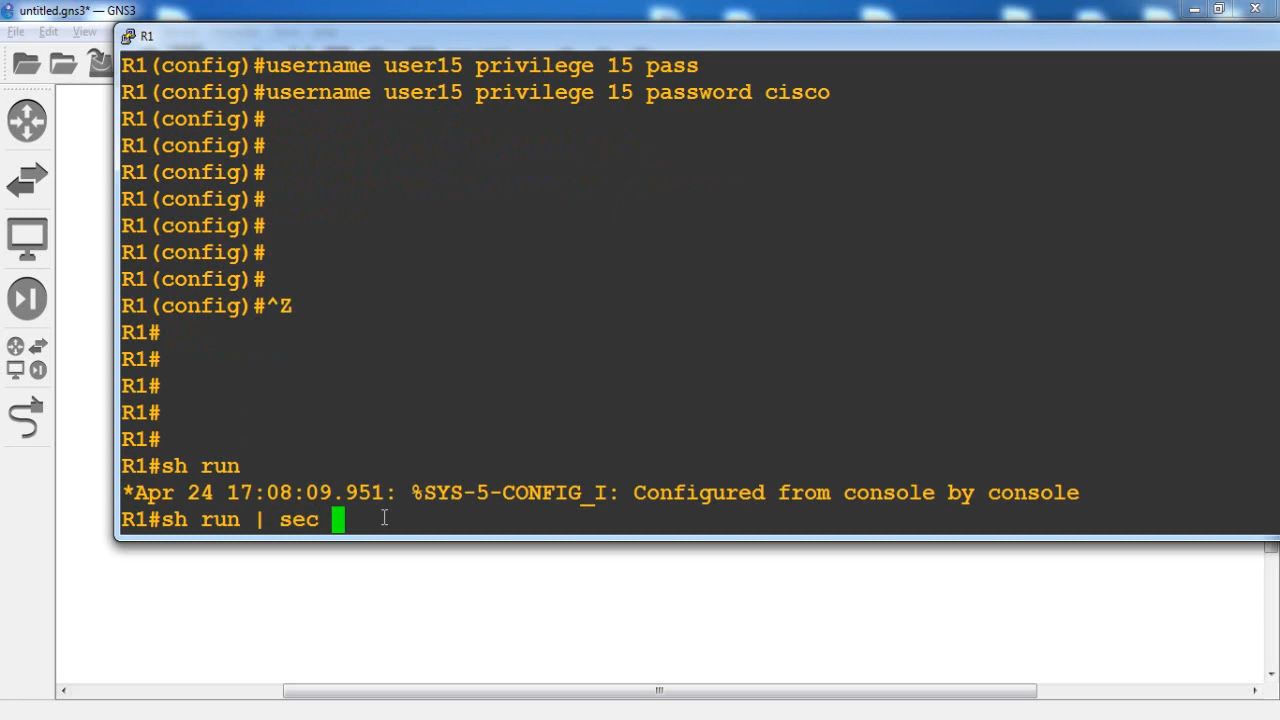 untitled.gns3* — GNS3
File Edit View
R1
R1(config)#username user15 privilege 15 pass
R1(config)#username user15 privilege 15 password cisco
R1(config)#
R1(config)#
R1(config)#
R1(config)#
R1(config)#
R1(config)#
R1(config)#
R1(config)#^Z
R1#
R1#
R1#
R1#
R1#
R1#sh run
*Apr 24 17:08:09.951: %SYS-5-CONFIG_I: Configured from console by console
R1#sh run | sec